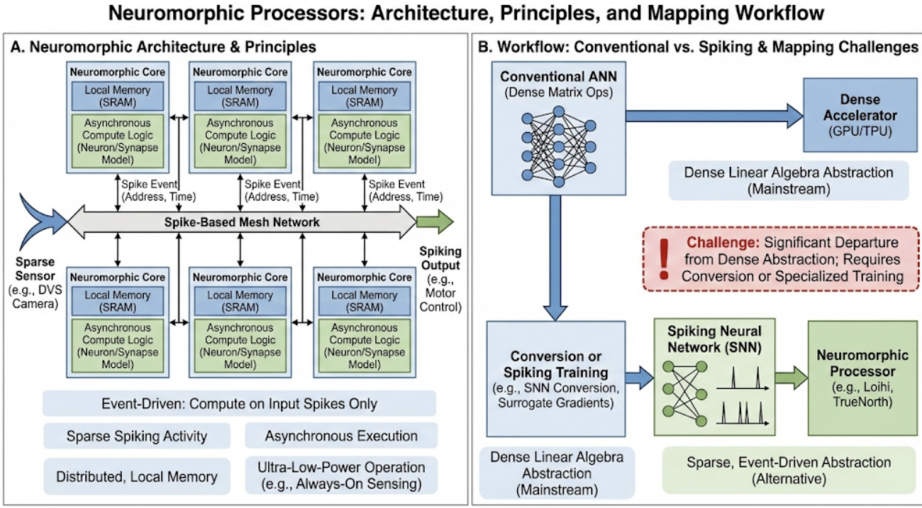 Neuromorphic Processors: Architecture, Principles, and Mapping Workflow
A. Neuromorphic Architecture & Principles
Neuromorphic Core
Local Memory
(SRAM)
Asynchronous
Compute Logic
(Neuron/Synapse
Model)
Neuromorphic Core
Local Memory
(SRAM)
Asynchronous
Compute Logic
(Neuron/Synapse
Model)
Neuromorphic Core
Local Memory
(SRAM)
Asynchronous
Compute Logic
(Neuron/Synapse
Model)
Spike Event
(Address, Time)
Spike Event
(Address, Time)
Spike Event
(Address, Time)
Spike-Based Mesh Network
Sparse
Sensor
(e.g., DVS
Camera)
Spiking
Output
(e.g.,
Motor
Control)
Neuromorphic Core
Local Memory
(SRAM)
Asynchronous
Compute Logic
(Neuron/Synapse
Model)
Neuromorphic Core
Local Memory
(SRAM)
Asynchronous
Compute Logic
(Neuron/Synapse
Model)
Neuromorphic Core
Local Memory
(SRAM)
Asynchronous
Compute Logic
(Neuron/Synapse
Model)
Event-Driven: Compute on Input Spikes Only
Sparse Spiking Activity
Asynchronous Execution
Distributed, Local Memory
Ultra-Low-Power Operation
(e.g., Always-On Sensing)
B. Workflow: Conventional vs. Spiking & Mapping Challenges
Conventional ANN
(Dense Matrix Ops)
Dense
Accelerator
(GPU/TPU)
Dense Linear Algebra Abstraction
(Mainstream)
!
Challenge: Significant Departure
from Dense Abstraction; Requires
Conversion or Specialized Training
Conversion or
Spiking Training
(e.g., SNN Conversion,
Surrogate Gradients)
Spiking Neural
Network (SNN)
Neuromorphic
Processor
(e.g., Loihi,
TrueNorth)
Dense Linear Algebra
Abstraction
(Mainstream)
Sparse, Event-Driven Abstraction
(Alternative)